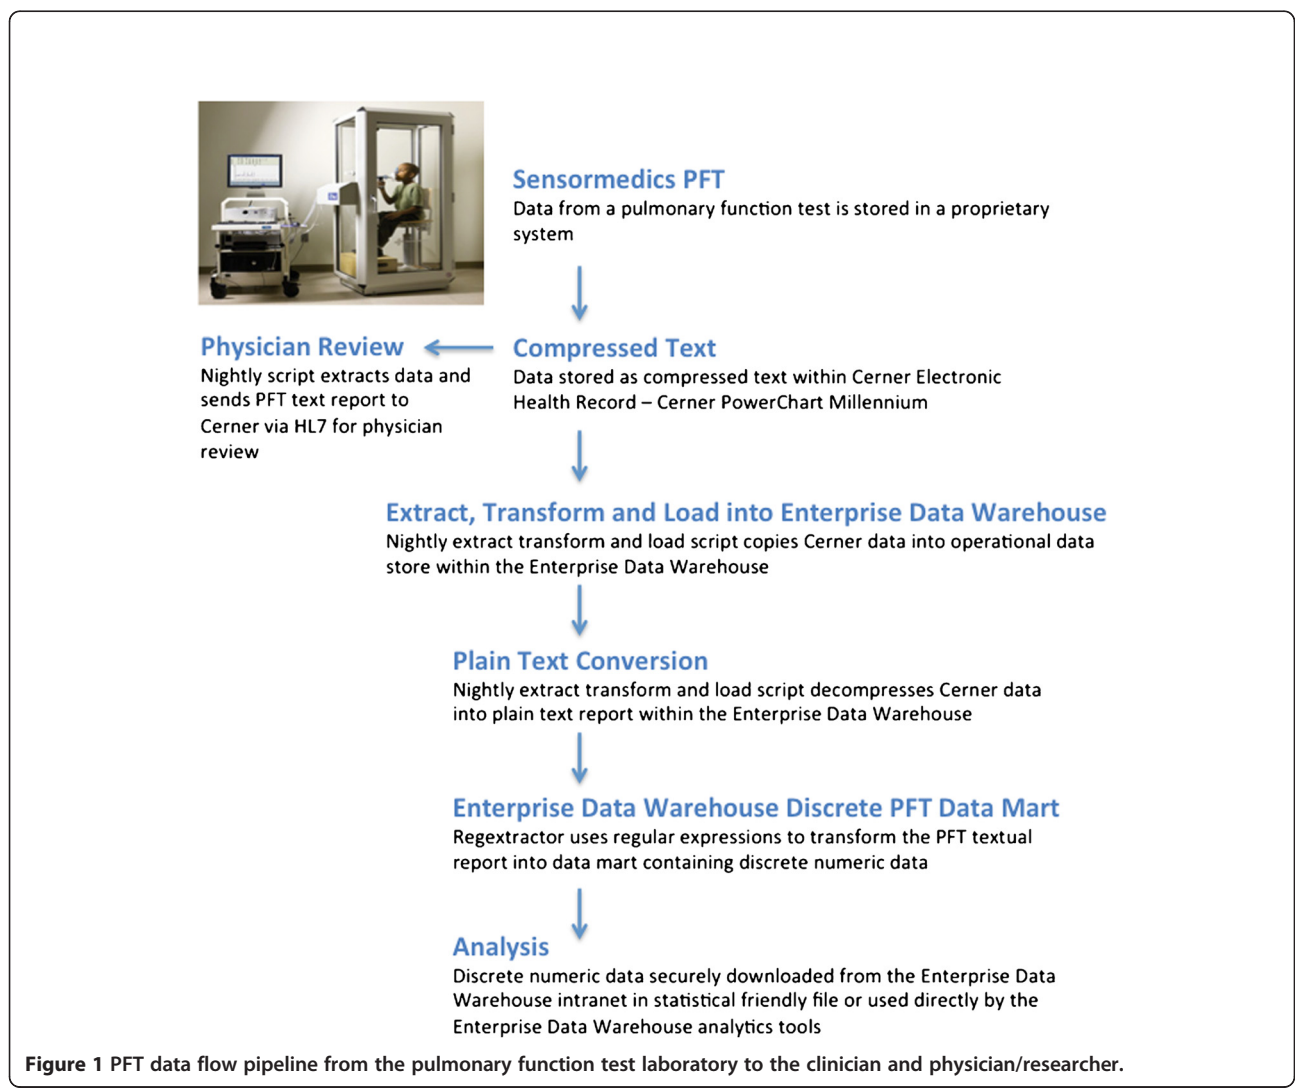 Sensormedics PFT
Data from a pulmonary function test is stored in a proprietary
system
Physician Review
Nightly script extracts data and
sends PFT text report to
Cerner via HL7 for physician
review
Compressed Text
Data stored as compressed text within Cerner Electronic
Health Record – Cerner PowerChart Millennium
Extract, Transform and Load into Enterprise Data Warehouse
Nightly extract transform and load script copies Cerner data into operational data
store within the Enterprise Data Warehouse
Plain Text Conversion
Nightly extract transform and load script decompresses Cerner data
into plain text report within the Enterprise Data Warehouse
Enterprise Data Warehouse Discrete PFT Data Mart
Regextractor uses regular expressions to transform the PFT textual
report into data mart containing discrete numeric data
Analysis
Discrete numeric data securely downloaded from the Enterprise Data
Warehouse intranet in statistical friendly file or used directly by the
Enterprise Data Warehouse analytics tools
Figure 1 PFT data flow pipeline from the pulmonary function test laboratory to the clinician and physician/researcher.